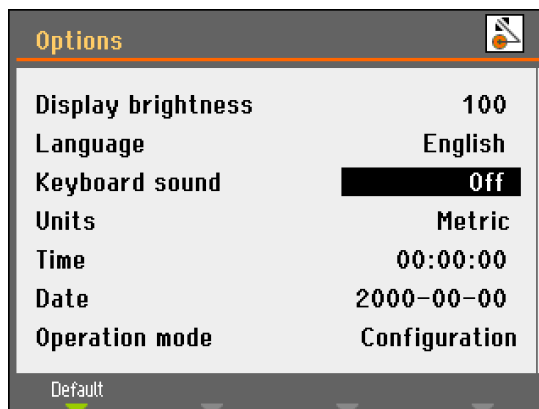 Options
Display brightness 100
Language English
Keyboard sound Off
Units Metric
Time 00:00:00
Date 2000-00-00
Operation mode Configuration
Default